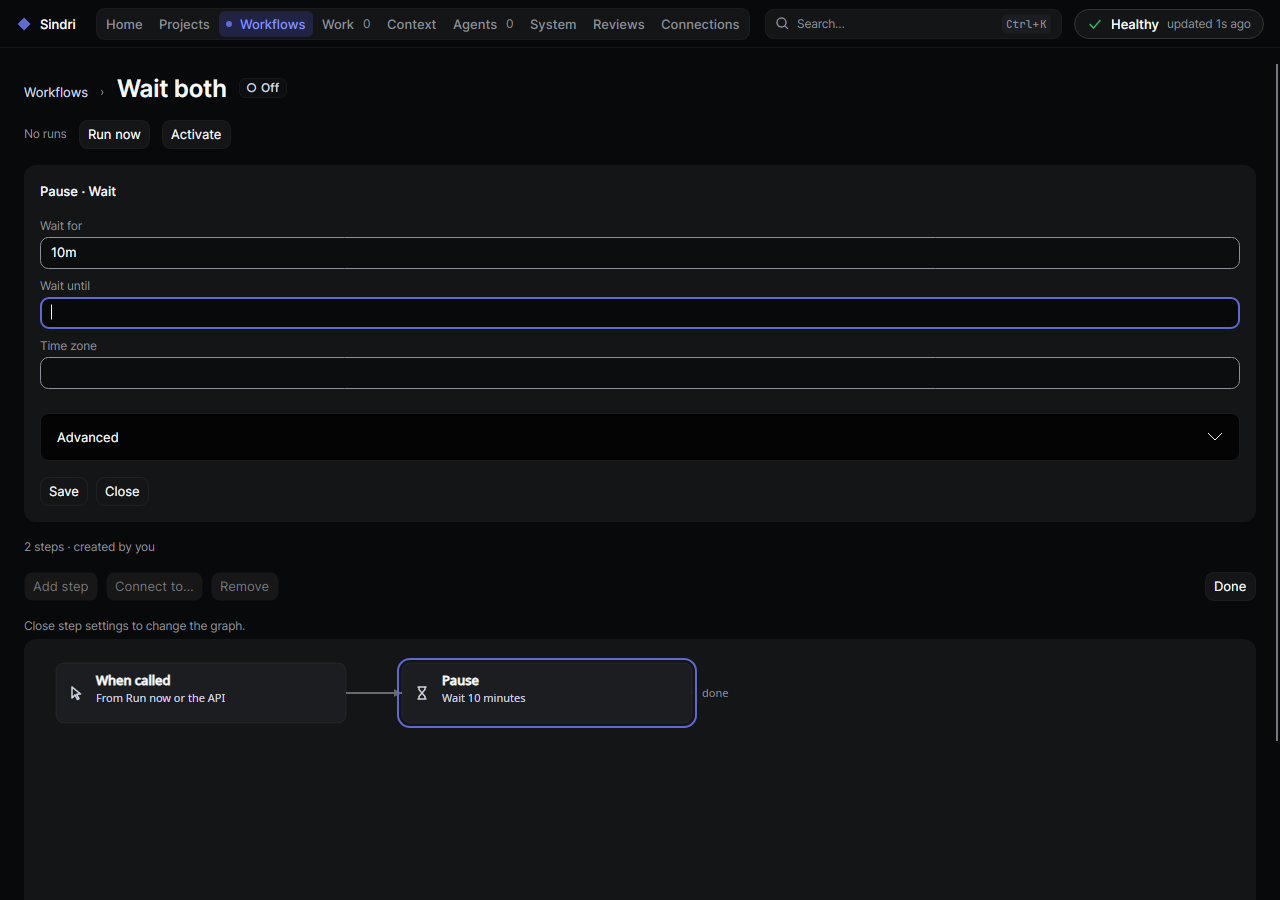 Sindri Home Projects Workflows Work 0 Context Agents 0 System Reviews Connections Search... Ctrl+K Healthy updated 1s ago
Workflows › Wait both Off
No runs Run now Activate
Pause · Wait
Wait for
10m
Wait until
Time zone
Advanced
Save Close
2 steps · created by you
Add step Connect to... Remove Done
Close step settings to change the graph.
When called
From Run now or the API
Pause
Wait 10 minutes
done